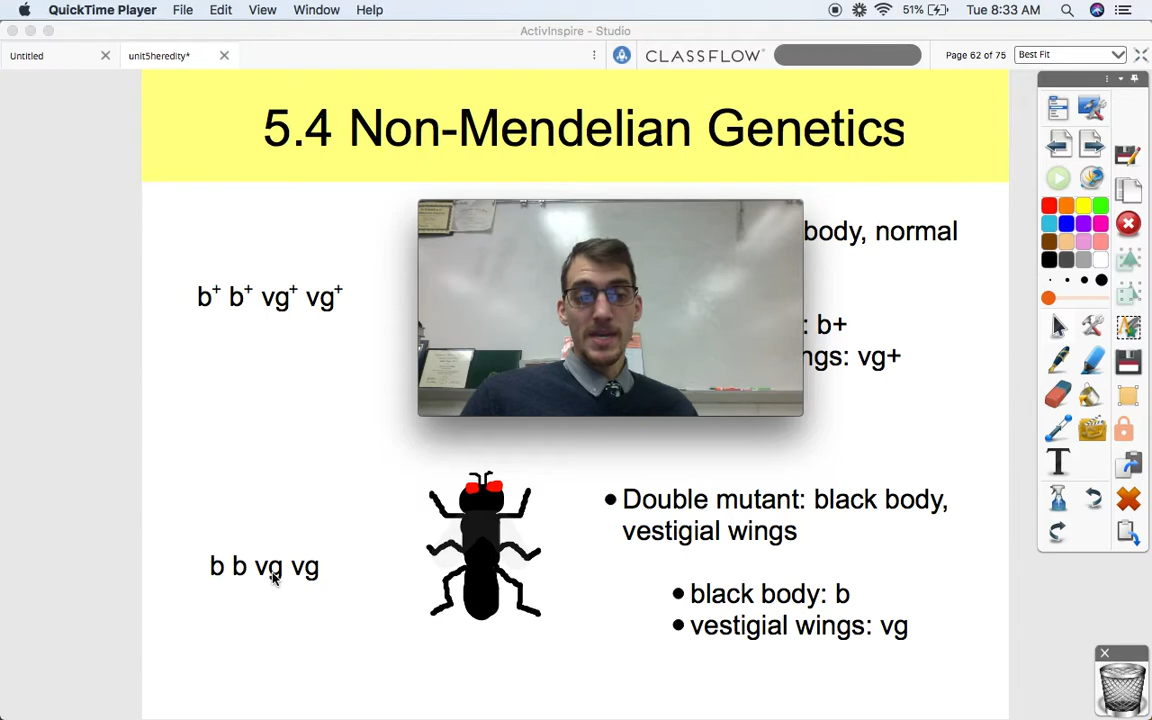 QuickTime Player File Edit View Window Help 51% Tue 8:33 AM
ActivInspire - Studio
Untitled unit5heredity* CLASSFLOW Page 62 of 75 Best Fit
5.4 Non-Mendelian Genetics
body, normal
b+ b+ vg+ vg+
: b+
ngs: vg+
• Double mutant: black body,
vestigial wings
b b vg vg
• black body: b
• vestigial wings: vg
T